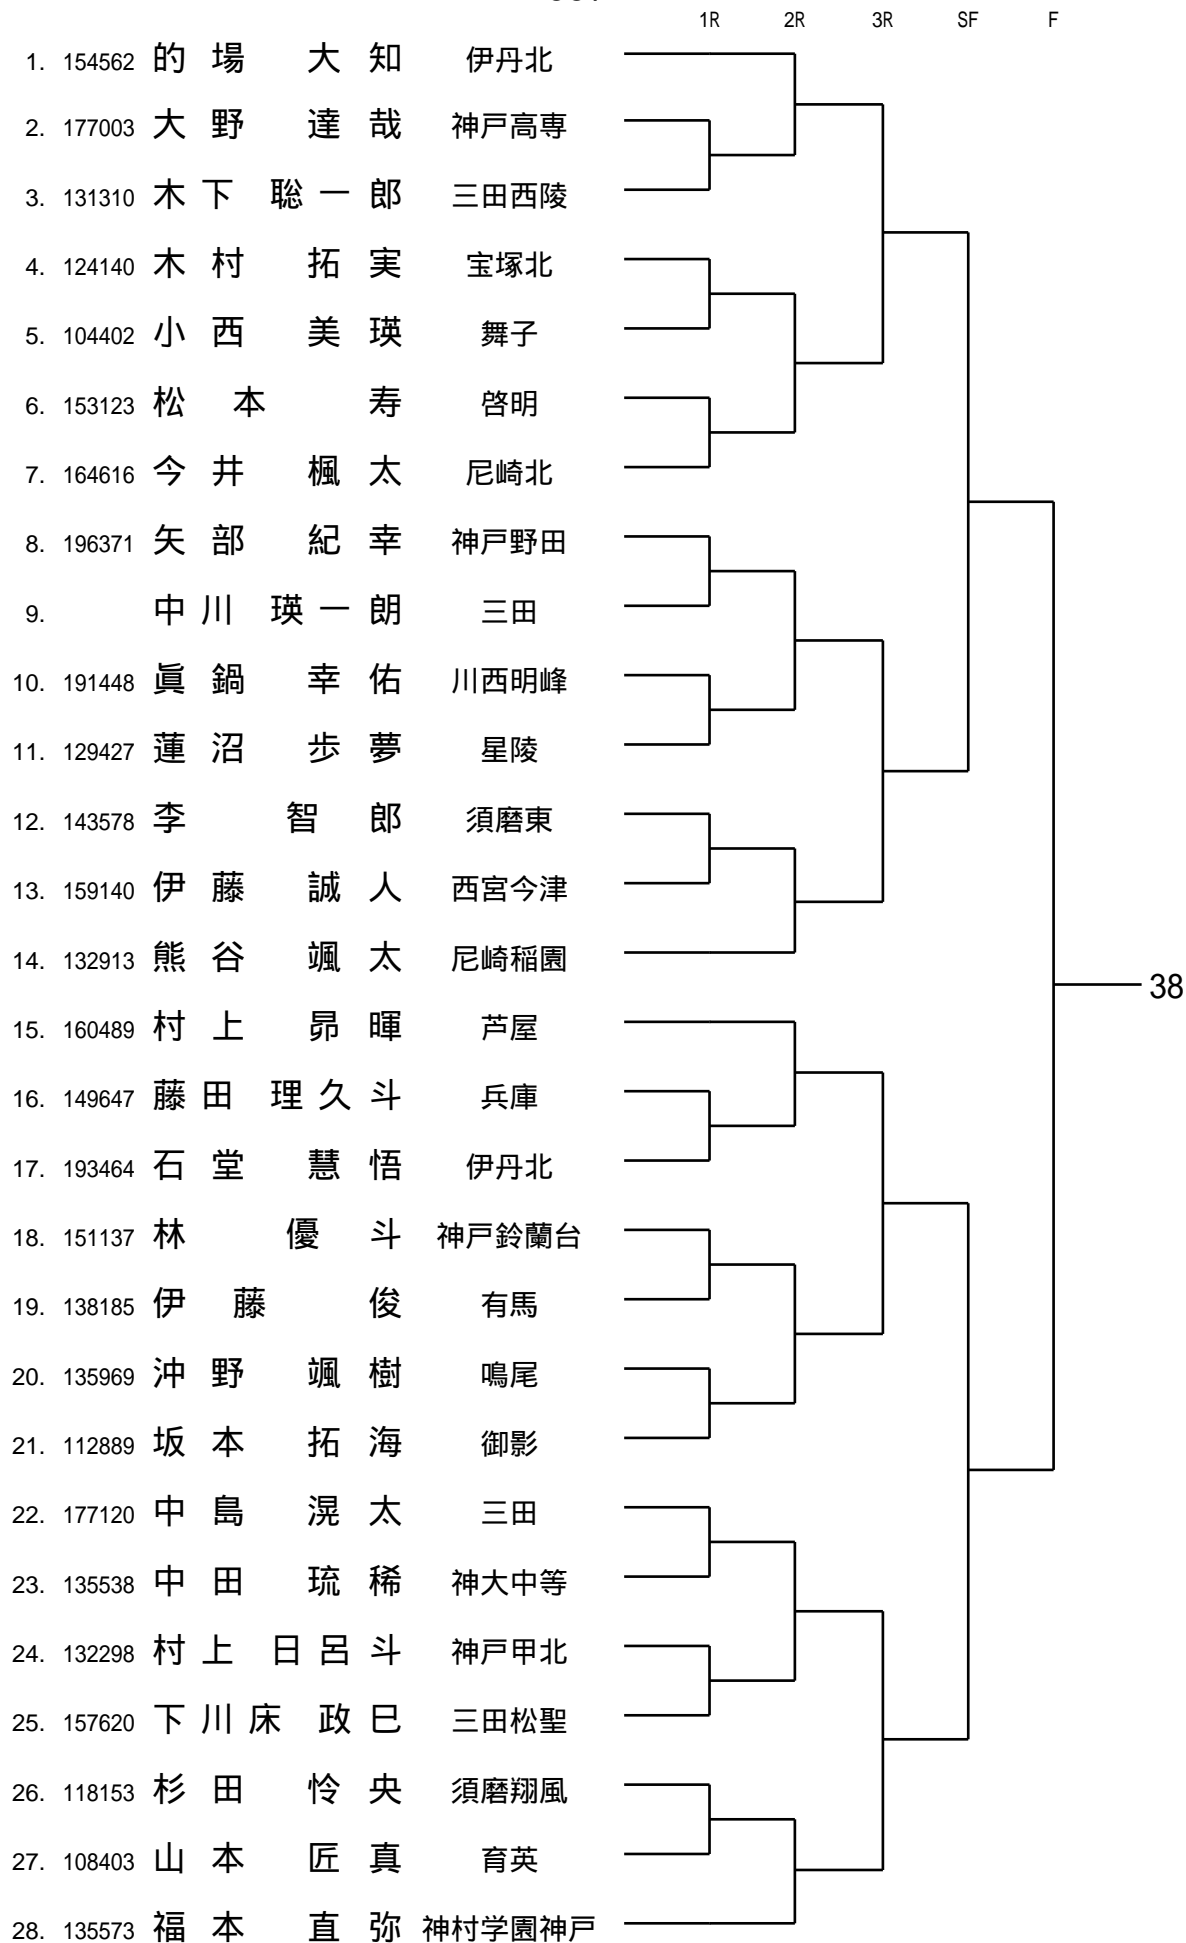 1R 2R 3R SF F
1. 154562 的場 大知 伊丹北
2. 177003 大野 達哉 神戸高専
3. 131310 木下 聡一郎 三田西陵
4. 124140 木村 拓実 宝塚北
5. 104402 小西 美瑛 舞子
6. 153123 松本 寿 啓明
7. 164616 今井 楓太 尼崎北
8. 196371 矢部 紀幸 神戸野田
9. 中川 瑛一朗 三田
10. 191448 眞鍋 幸佑 川西明峰
11. 129427 蓮沼 歩夢 星陵
12. 143578 李 智郎 須磨東
13. 159140 伊藤 誠人 西宮今津
14. 132913 熊谷 颯太 尼崎稲園
38
15. 160489 村上 昴暉 芦屋
16. 149647 藤田 理久斗 兵庫
17. 193464 石堂 慧悟 伊丹北
18. 151137 林 優斗 神戸鈴蘭台
19. 138185 伊藤 俊 有馬
20. 135969 沖野 颯樹 鳴尾
21. 112889 坂本 拓海 御影
22. 177120 中島 滉太 三田
23. 135538 中田 琉稀 神大中等
24. 132298 村上 日呂斗 神戸甲北
25. 157620 下川床 政巳 三田松聖
26. 118153 杉田 怜央 須磨翔風
27. 108403 山本 匠真 育英
28. 135573 福本 直弥 神村学園神戸